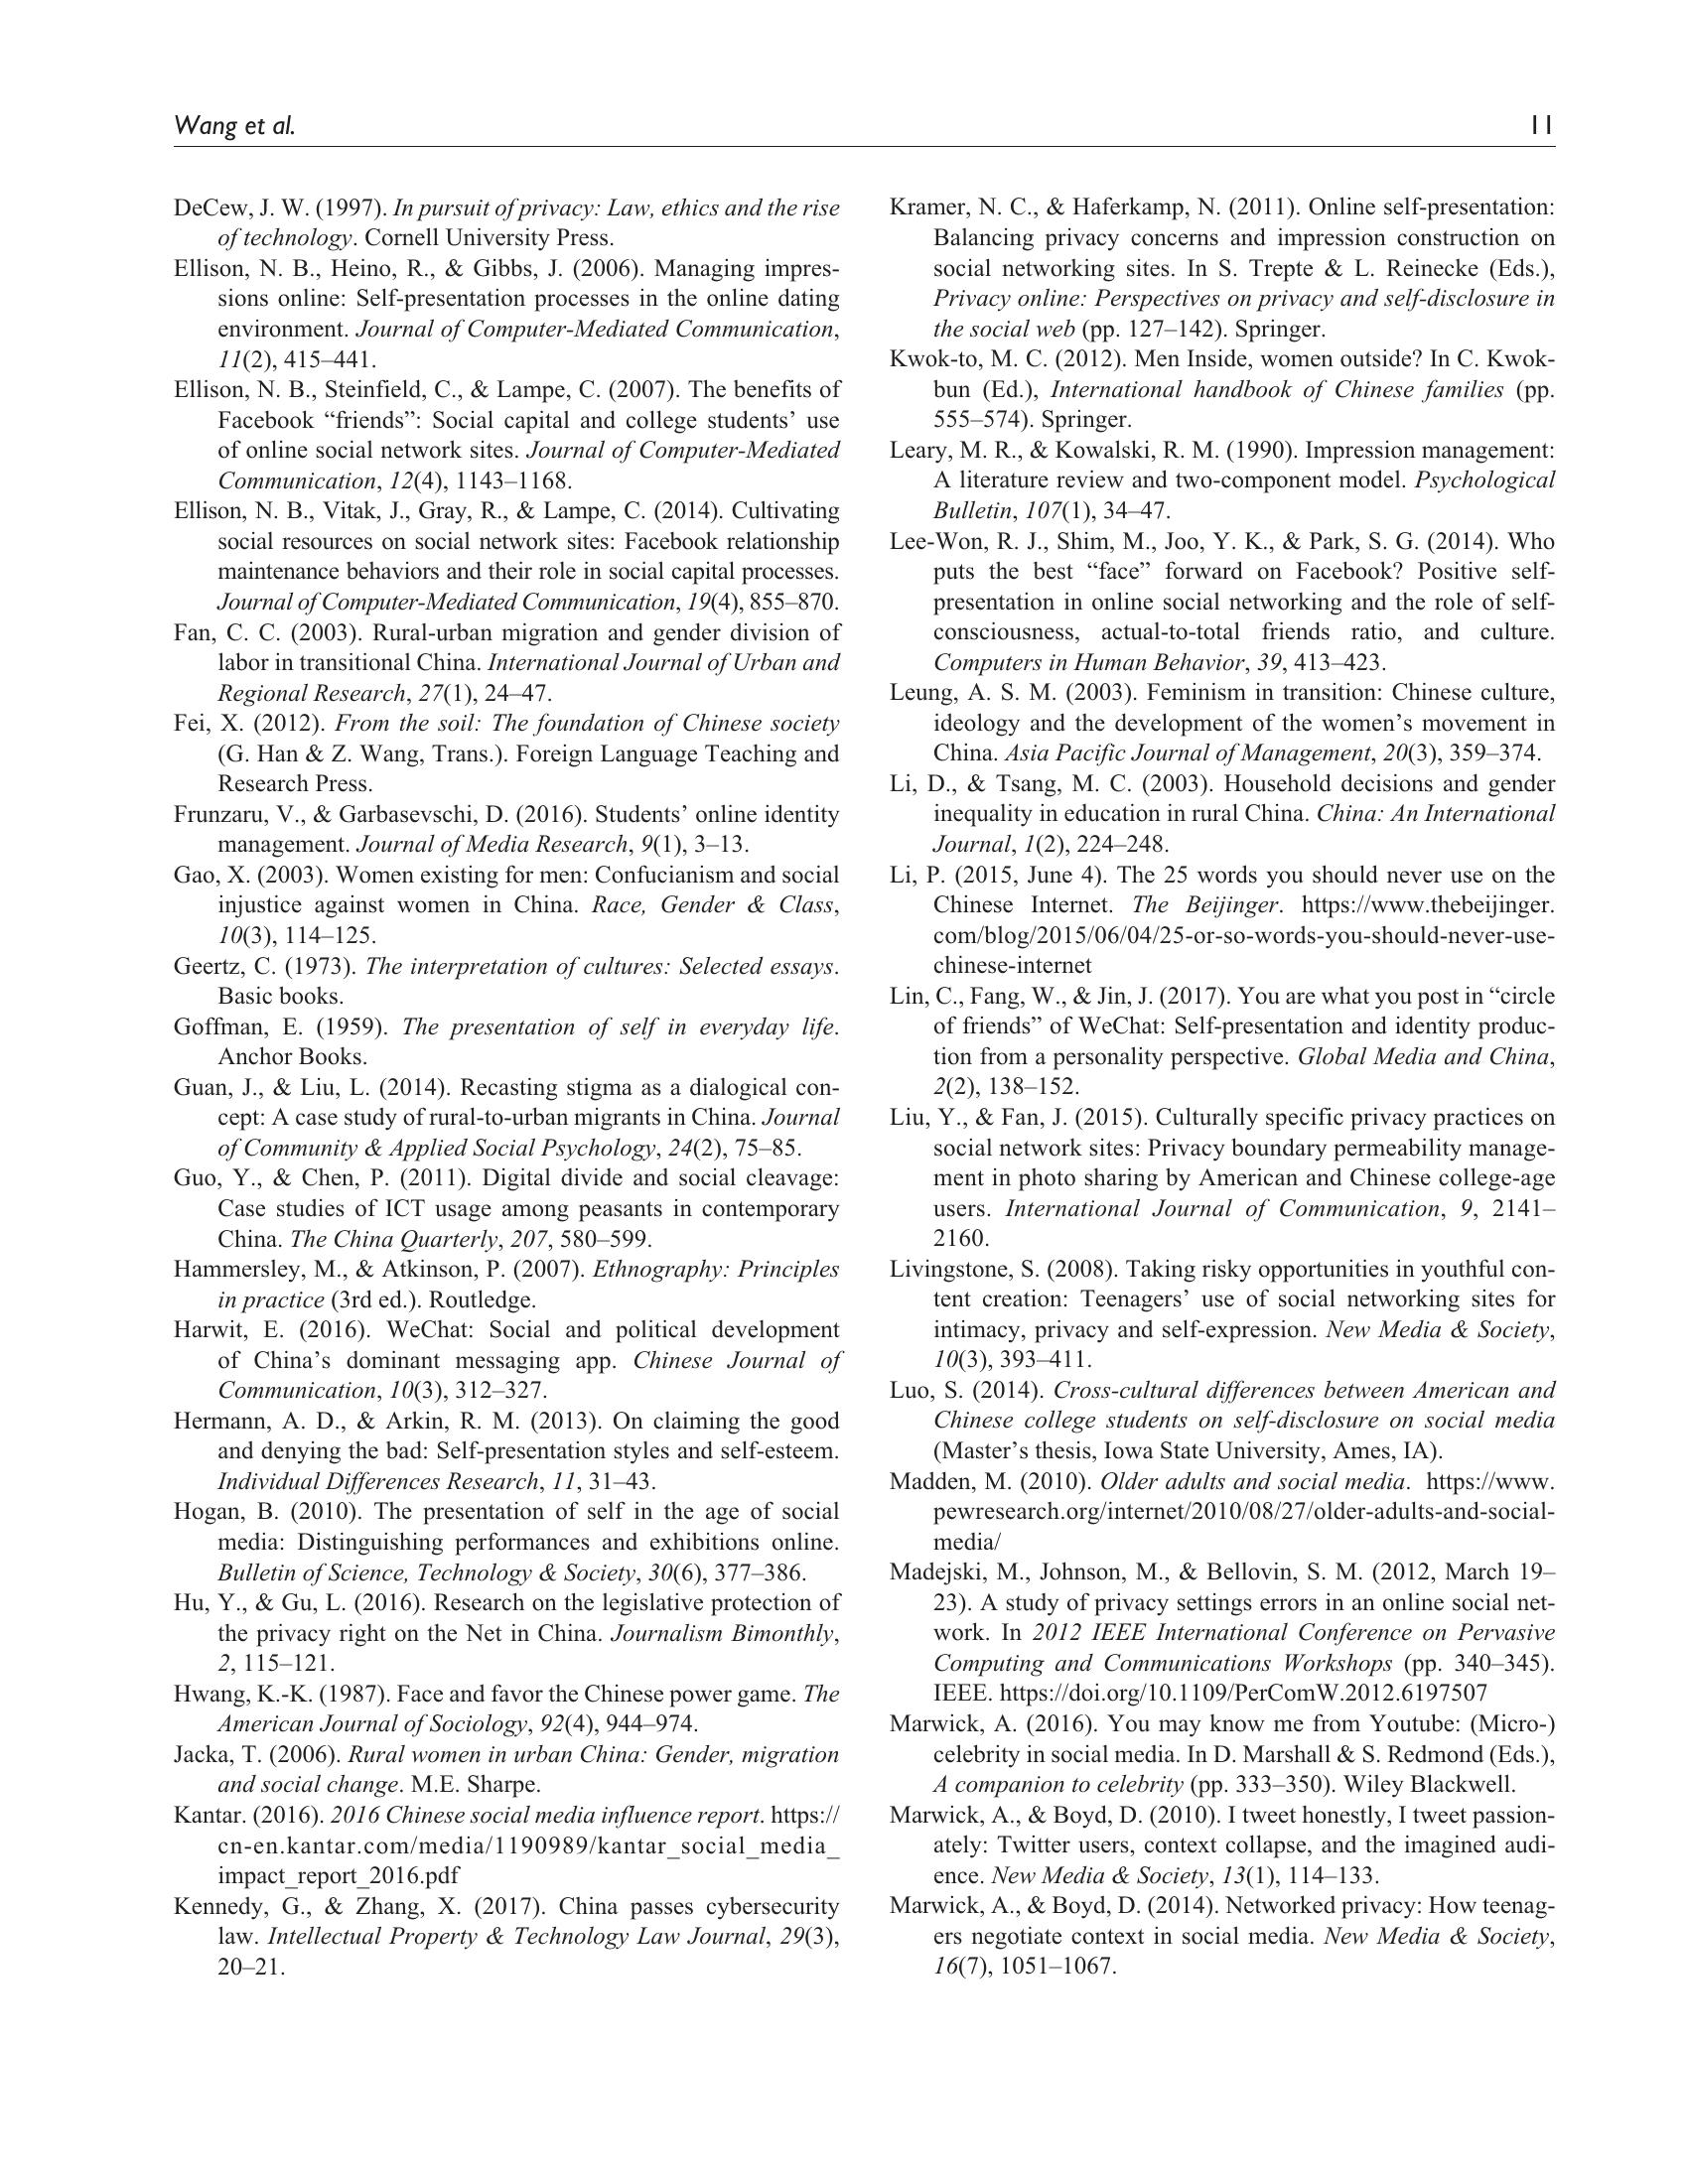 Wang et al.
11
DeCew, J. W. (1997). In pursuit of privacy: Law, ethics and the rise
of technology. Cornell University Press.
Ellison, N. B., Heino, R., & Gibbs, J. (2006). Managing impres-
sions online: Self-presentation processes in the online dating
environment. Journal of Computer-Mediated Communication,
11(2), 415–441.
Ellison, N. B., Steinfield, C., & Lampe, C. (2007). The benefits of
Facebook “friends”: Social capital and college students’ use
of online social network sites. Journal of Computer-Mediated
Communication, 12(4), 1143–1168.
Ellison, N. B., Vitak, J., Gray, R., & Lampe, C. (2014). Cultivating
social resources on social network sites: Facebook relationship
maintenance behaviors and their role in social capital processes.
Journal of Computer-Mediated Communication, 19(4), 855–870.
Fan, C. C. (2003). Rural-urban migration and gender division of
labor in transitional China. International Journal of Urban and
Regional Research, 27(1), 24–47.
Fei, X. (2012). From the soil: The foundation of Chinese society
(G. Han & Z. Wang, Trans.). Foreign Language Teaching and
Research Press.
Frunzaru, V., & Garbasevschi, D. (2016). Students’ online identity
management. Journal of Media Research, 9(1), 3–13.
Gao, X. (2003). Women existing for men: Confucianism and social
injustice against women in China. Race, Gender & Class,
10(3), 114–125.
Geertz, C. (1973). The interpretation of cultures: Selected essays.
Basic books.
Goffman, E. (1959). The presentation of self in everyday life.
Anchor Books.
Guan, J., & Liu, L. (2014). Recasting stigma as a dialogical con-
cept: A case study of rural-to-urban migrants in China. Journal
of Community & Applied Social Psychology, 24(2), 75–85.
Guo, Y., & Chen, P. (2011). Digital divide and social cleavage:
Case studies of ICT usage among peasants in contemporary
China. The China Quarterly, 207, 580–599.
Hammersley, M., & Atkinson, P. (2007). Ethnography: Principles
in practice (3rd ed.). Routledge.
Harwit, E. (2016). WeChat: Social and political development
of China’s dominant messaging app. Chinese Journal of
Communication, 10(3), 312–327.
Hermann, A. D., & Arkin, R. M. (2013). On claiming the good
and denying the bad: Self-presentation styles and self-esteem.
Individual Differences Research, 11, 31–43.
Hogan, B. (2010). The presentation of self in the age of social
media: Distinguishing performances and exhibitions online.
Bulletin of Science, Technology & Society, 30(6), 377–386.
Hu, Y., & Gu, L. (2016). Research on the legislative protection of
the privacy right on the Net in China. Journalism Bimonthly,
2, 115–121.
Hwang, K.-K. (1987). Face and favor the Chinese power game. The
American Journal of Sociology, 92(4), 944–974.
Jacka, T. (2006). Rural women in urban China: Gender, migration
and social change. M.E. Sharpe.
Kantar. (2016). 2016 Chinese social media influence report. https://
cn-en.kantar.com/media/1190989/kantar_social_media_
impact_report_2016.pdf
Kennedy, G., & Zhang, X. (2017). China passes cybersecurity
law. Intellectual Property & Technology Law Journal, 29(3),
20–21.
Kramer, N. C., & Haferkamp, N. (2011). Online self-presentation:
Balancing privacy concerns and impression construction on
social networking sites. In S. Trepte & L. Reinecke (Eds.),
Privacy online: Perspectives on privacy and self-disclosure in
the social web (pp. 127–142). Springer.
Kwok-to, M. C. (2012). Men Inside, women outside? In C. Kwok-
bun (Ed.), International handbook of Chinese families (pp.
555–574). Springer.
Leary, M. R., & Kowalski, R. M. (1990). Impression management:
A literature review and two-component model. Psychological
Bulletin, 107(1), 34–47.
Lee-Won, R. J., Shim, M., Joo, Y. K., & Park, S. G. (2014). Who
puts the best “face” forward on Facebook? Positive self-
presentation in online social networking and the role of self-
consciousness, actual-to-total friends ratio, and culture.
Computers in Human Behavior, 39, 413–423.
Leung, A. S. M. (2003). Feminism in transition: Chinese culture,
ideology and the development of the women’s movement in
China. Asia Pacific Journal of Management, 20(3), 359–374.
Li, D., & Tsang, M. C. (2003). Household decisions and gender
inequality in education in rural China. China: An International
Journal, 1(2), 224–248.
Li, P. (2015, June 4). The 25 words you should never use on the
Chinese Internet. The Beijinger. https://www.thebeijinger.
com/blog/2015/06/04/25-or-so-words-you-should-never-use-
chinese-internet
Lin, C., Fang, W., & Jin, J. (2017). You are what you post in “circle
of friends” of WeChat: Self-presentation and identity produc-
tion from a personality perspective. Global Media and China,
2(2), 138–152.
Liu, Y., & Fan, J. (2015). Culturally specific privacy practices on
social network sites: Privacy boundary permeability manage-
ment in photo sharing by American and Chinese college-age
users. International Journal of Communication, 9, 2141–
2160.
Livingstone, S. (2008). Taking risky opportunities in youthful con-
tent creation: Teenagers’ use of social networking sites for
intimacy, privacy and self-expression. New Media & Society,
10(3), 393–411.
Luo, S. (2014). Cross-cultural differences between American and
Chinese college students on self-disclosure on social media
(Master’s thesis, Iowa State University, Ames, IA).
Madden, M. (2010). Older adults and social media. https://www.
pewresearch.org/internet/2010/08/27/older-adults-and-social-
media/
Madejski, M., Johnson, M., & Bellovin, S. M. (2012, March 19–
23). A study of privacy settings errors in an online social net-
work. In 2012 IEEE International Conference on Pervasive
Computing and Communications Workshops (pp. 340–345).
IEEE. https://doi.org/10.1109/PerComW.2012.6197507
Marwick, A. (2016). You may know me from Youtube: (Micro-)
celebrity in social media. In D. Marshall & S. Redmond (Eds.),
A companion to celebrity (pp. 333–350). Wiley Blackwell.
Marwick, A., & Boyd, D. (2010). I tweet honestly, I tweet passion-
ately: Twitter users, context collapse, and the imagined audi-
ence. New Media & Society, 13(1), 114–133.
Marwick, A., & Boyd, D. (2014). Networked privacy: How teenag-
ers negotiate context in social media. New Media & Society,
16(7), 1051–1067.